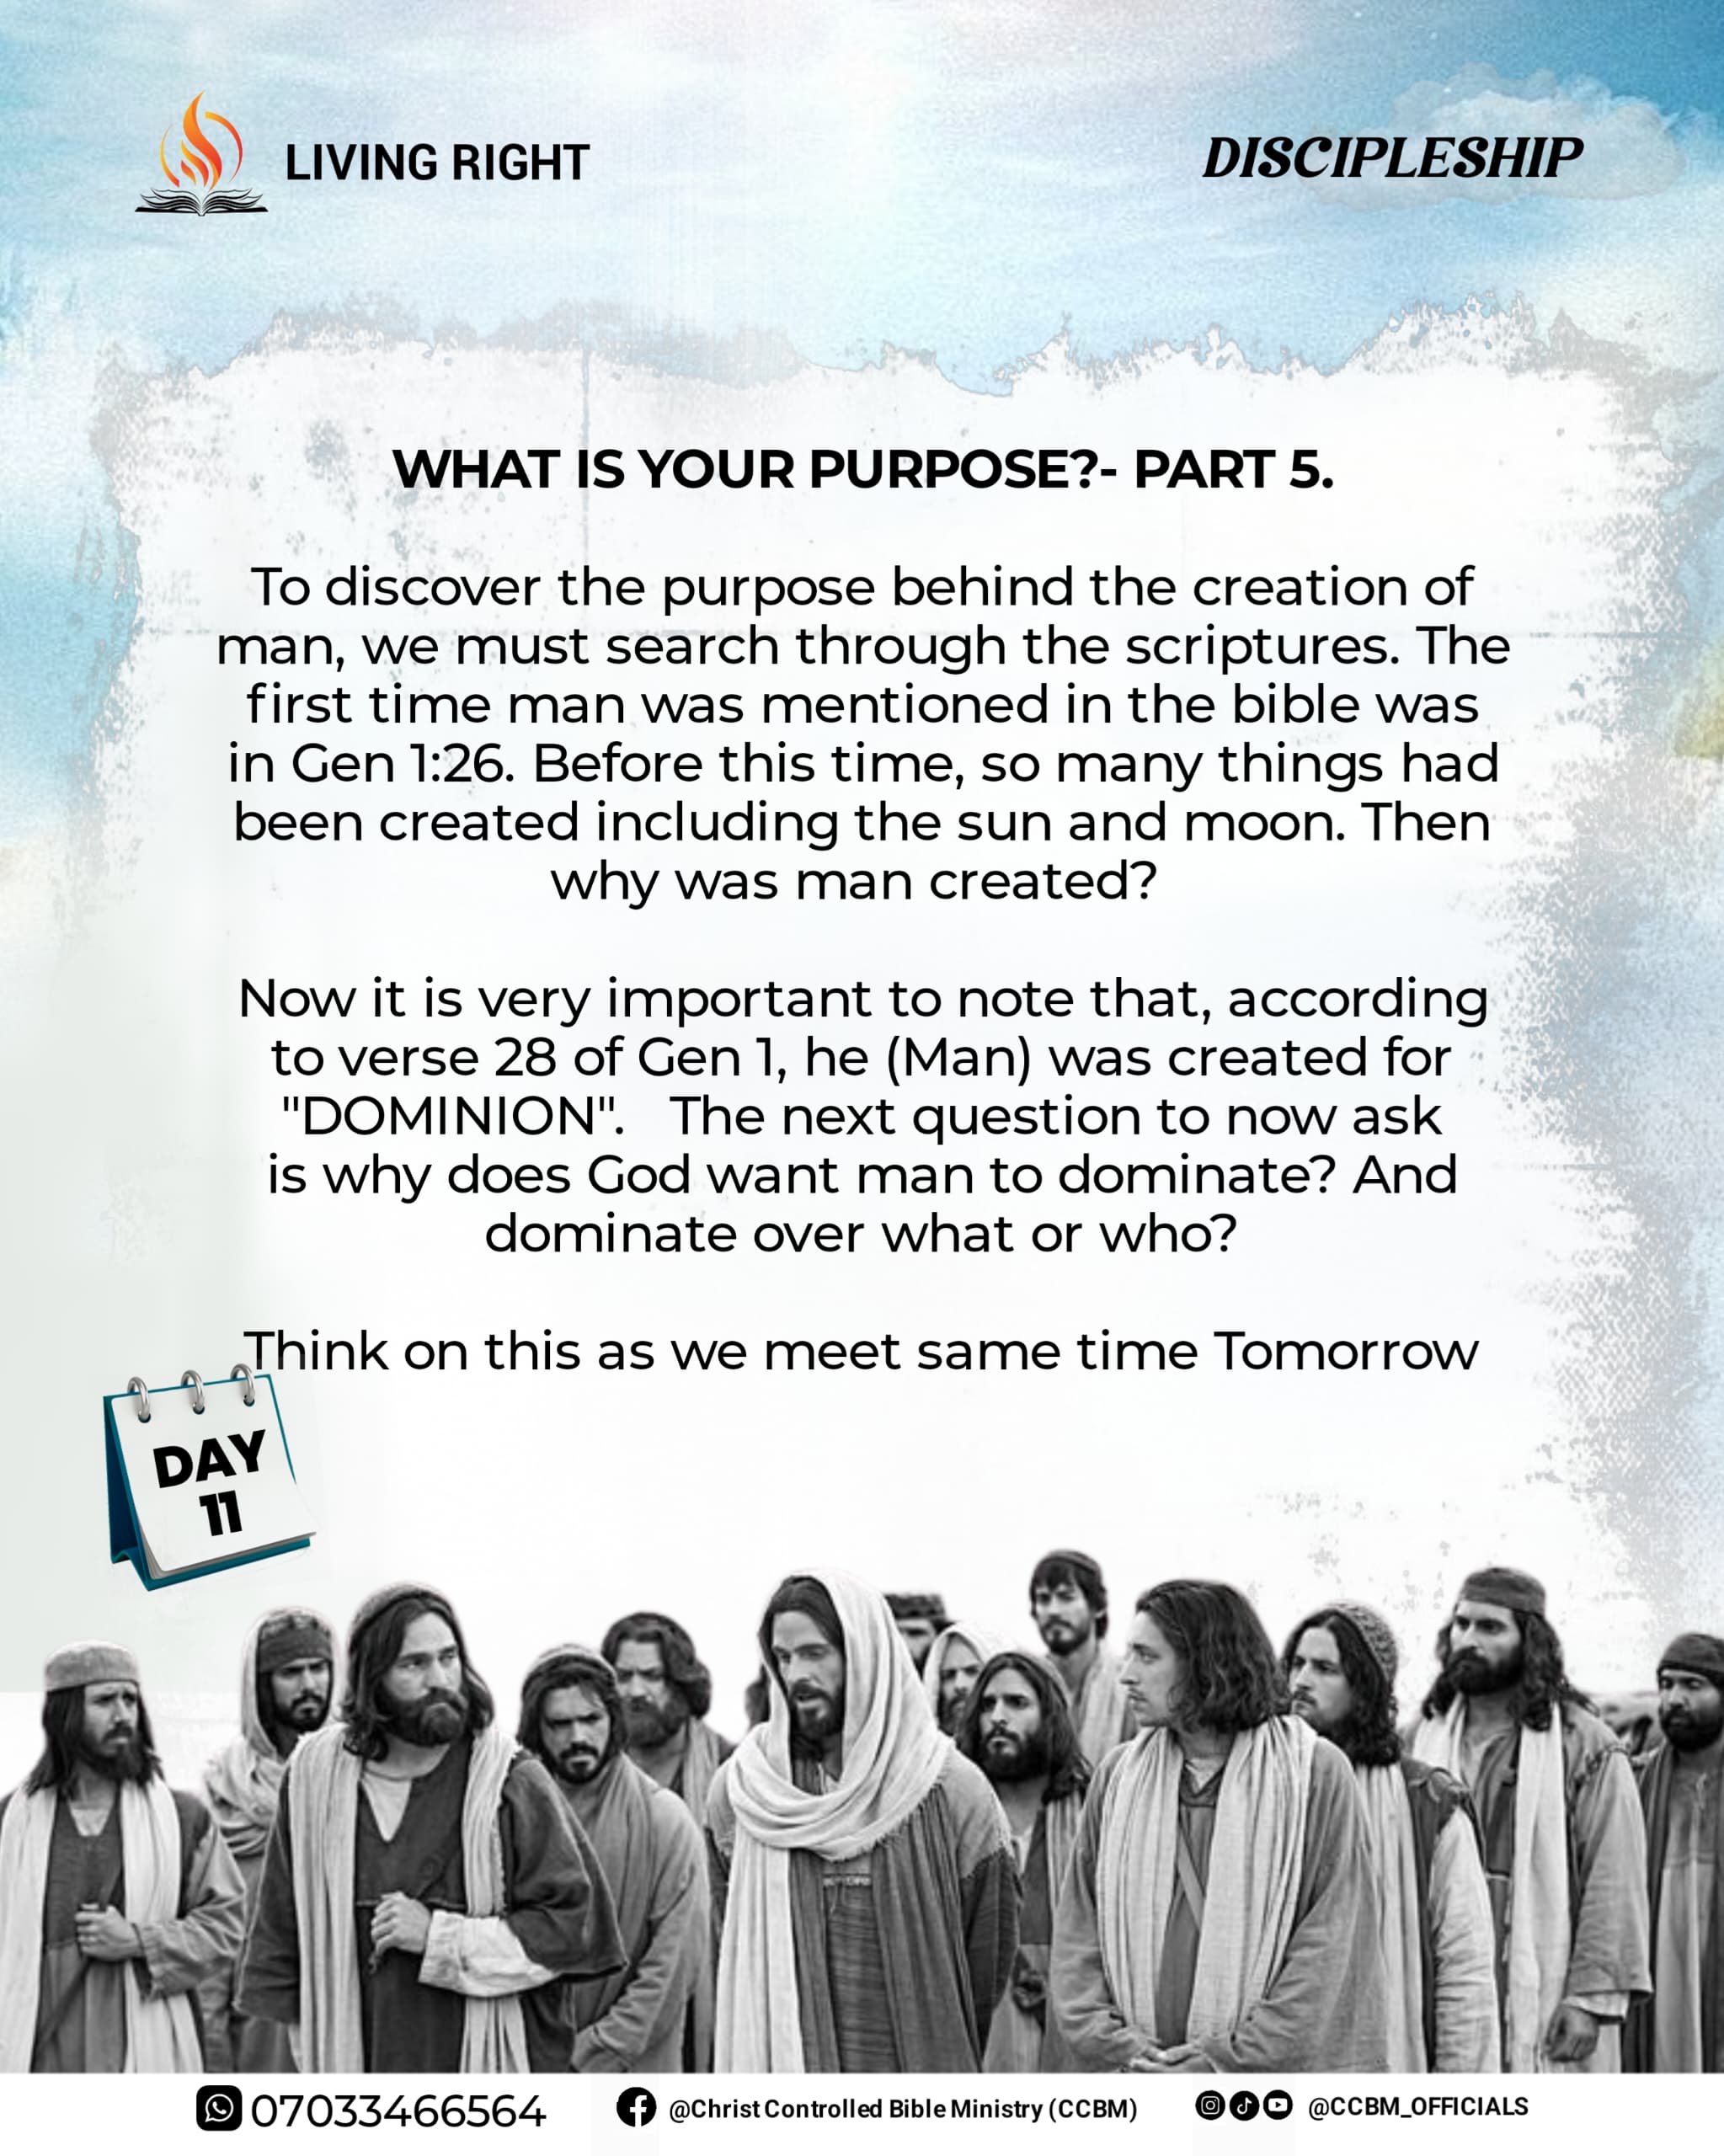 LIVING RIGHT
DISCIPLESHIP
WHAT IS YOUR PURPOSE?- PART 5.
To discover the purpose behind the creation of
man, we must search through the scriptures. The
first time man was mentioned in the bible was
in Gen 1:26. Before this time, so many things had
been created including the sun and moon. Then
why was man created?
Now it is very important to note that, according
to verse 28 of Gen 1, he (Man) was created for
"DOMINION".   The next question to now ask
is why does God want man to dominate? And
dominate over what or who?
Think on this as we meet same time Tomorrow
DAY
11
07033466564
@Christ Controlled Bible Ministry (CCBM)
@CCBM_OFFICIALS